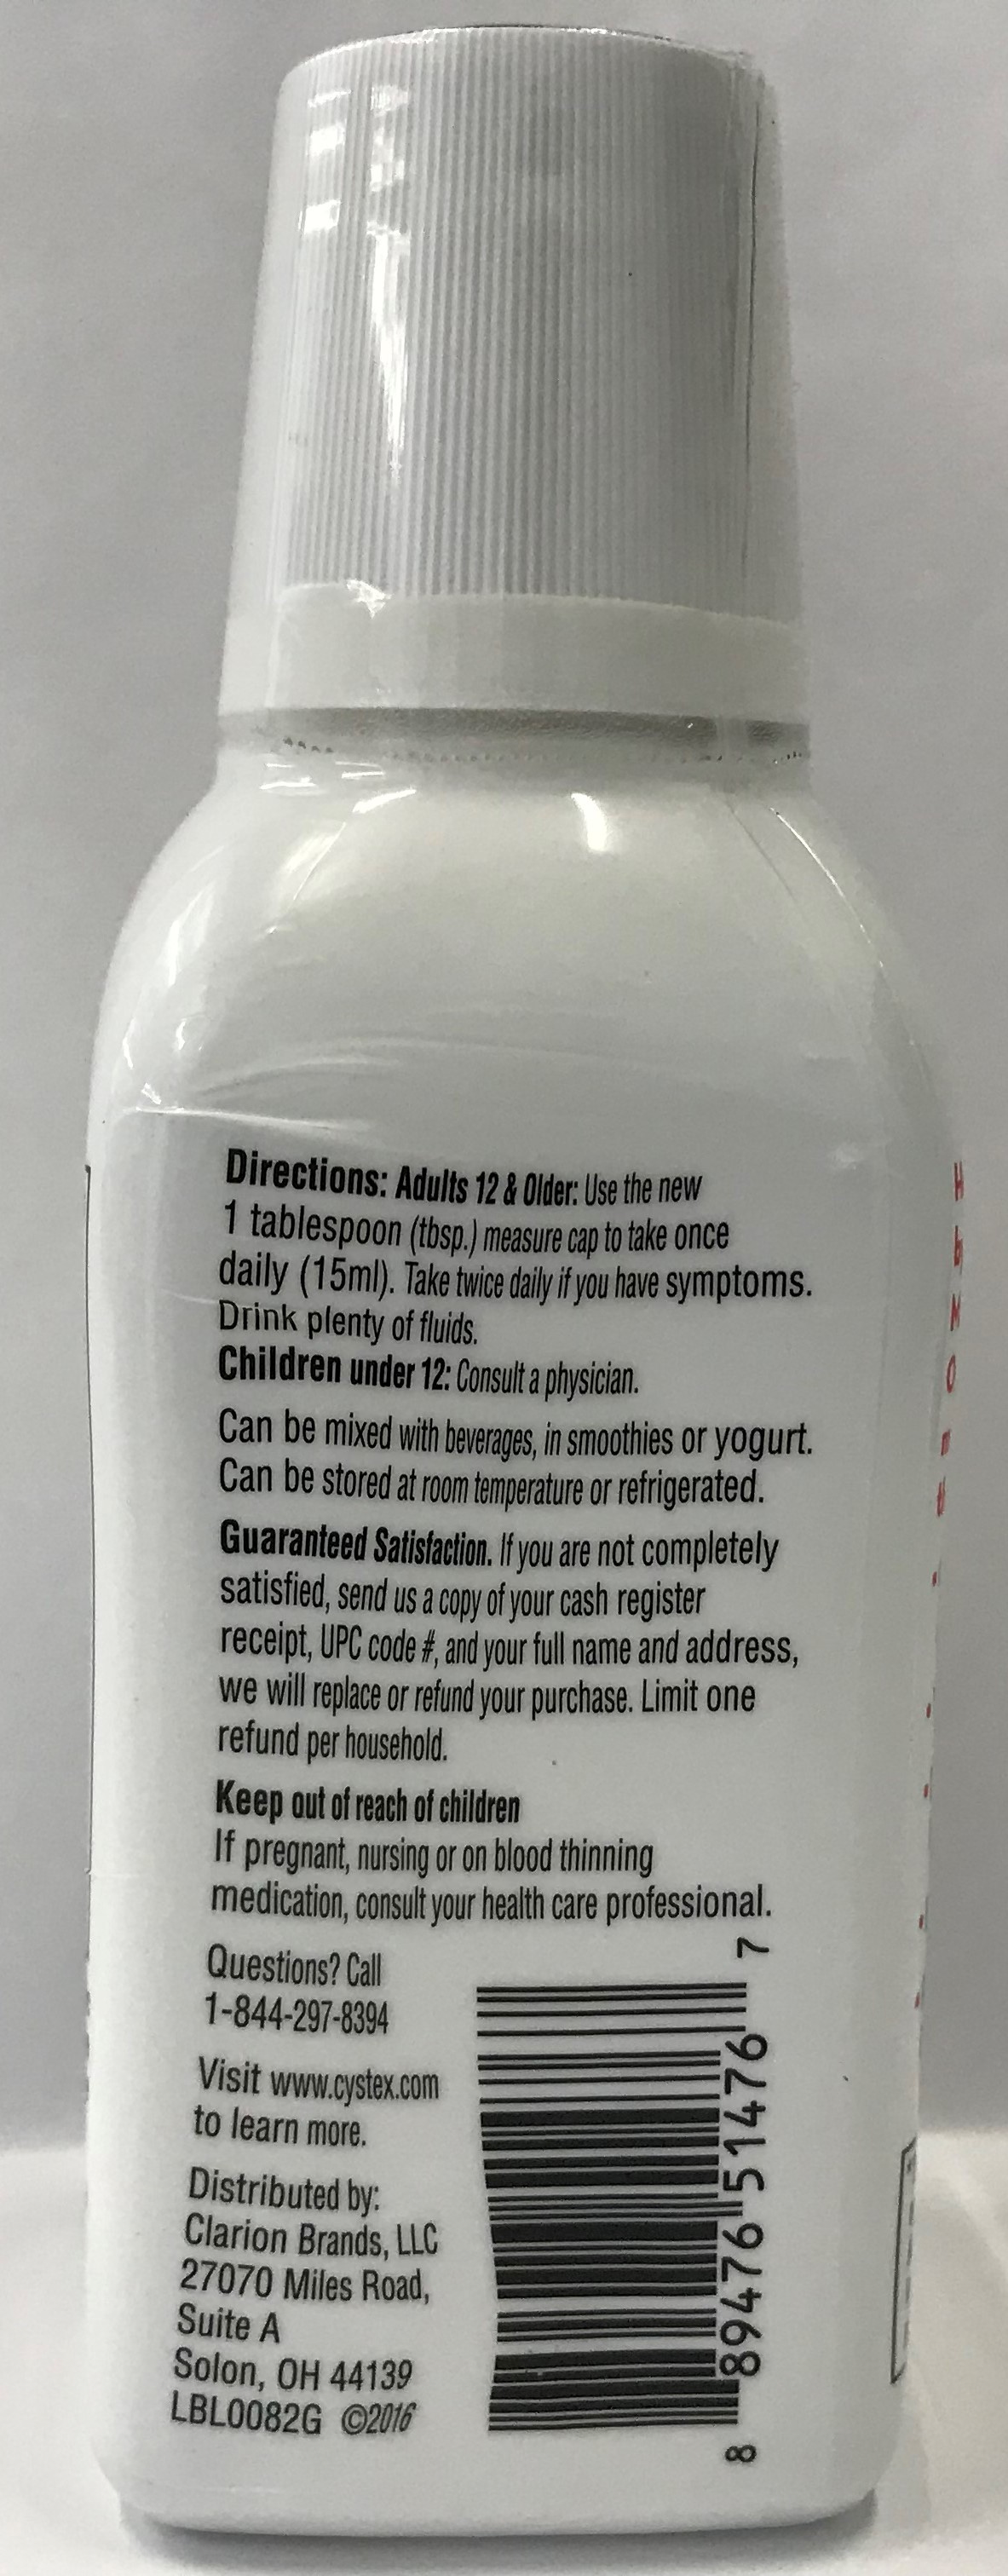 Directions: Adults 12 & Older: Use the new
1 tablespoon (tbsp.) measure cap to take once
daily (15ml). Take twice daily if you have symptoms.
Drink plenty of fluids.
Children under 12: Consult a physician.
Can be mixed with beverages, in smoothies or yogurt.
Can be stored at room temperature or refrigerated.
Guaranteed Satisfaction. If you are not completely
satisfied, send us a copy of your cash register
receipt, UPC code #, and your full name and address,
we will replace or refund your purchase. Limit one
refund per household.
Keep out of reach of children
If pregnant, nursing or on blood thinning
medication, consult your health care professional.
Questions? Call
1-844-297-8394
Visit www.cystex.com
to learn more.
Distributed by:
Clarion Brands, LLC
27070 Miles Road,
Suite A
Solon, OH 44139
LBL0082G ©2016
8 89476 51476 7